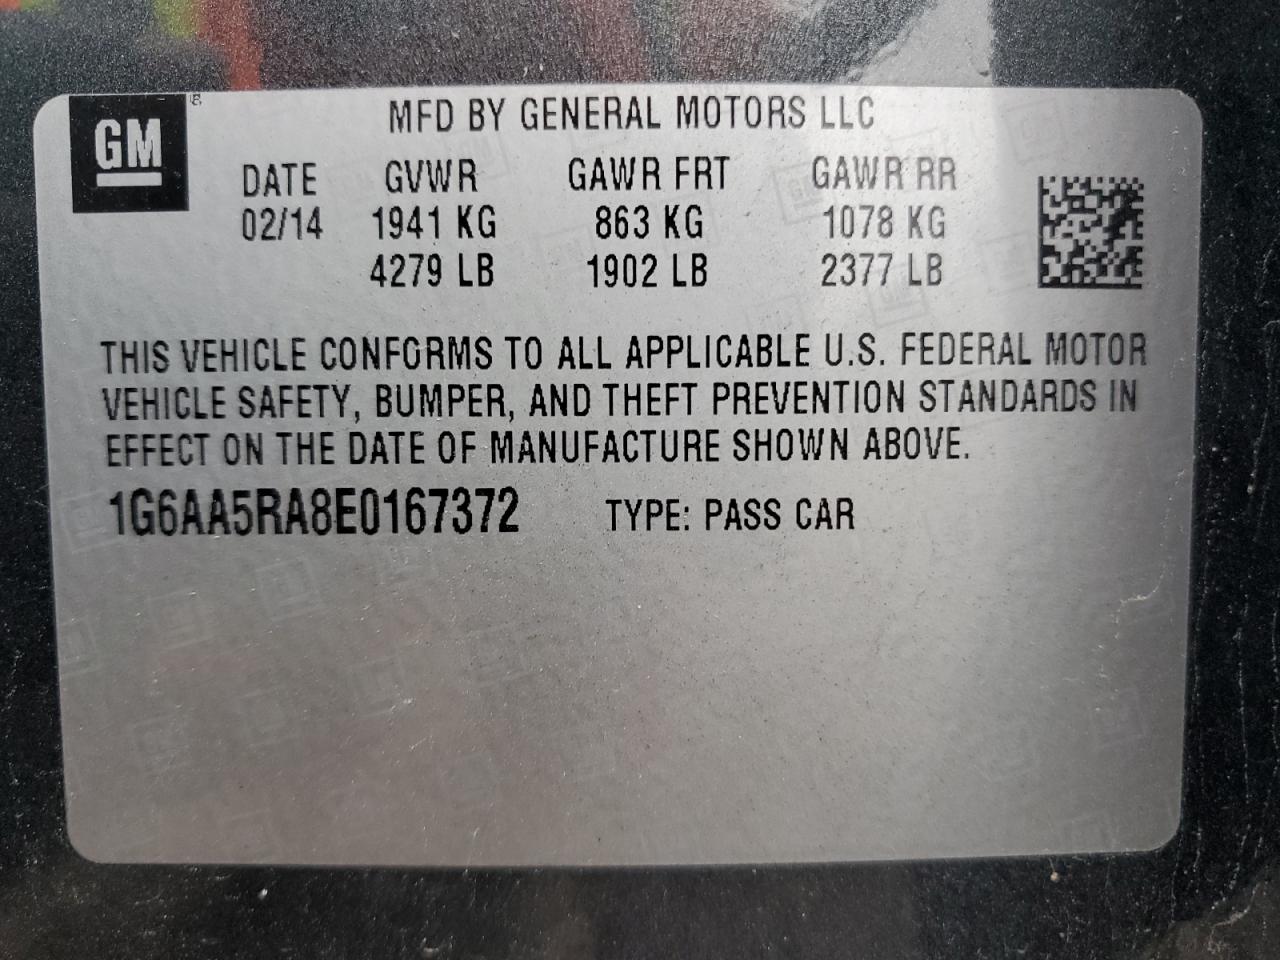 GM
MFD BY GENERAL MOTORS LLC
DATE GVWR GAWR FRT GAWR RR
02/14 1941 KG 863 KG 1078 KG
4279 LB 1902 LB 2377 LB
THIS VEHICLE CONFORMS TO ALL APPLICABLE U.S. FEDERAL MOTOR
VEHICLE SAFETY, BUMPER, AND THEFT PREVENTION STANDARDS IN
EFFECT ON THE DATE OF MANUFACTURE SHOWN ABOVE.
1G6AA5RA8E0167372 TYPE: PASS CAR